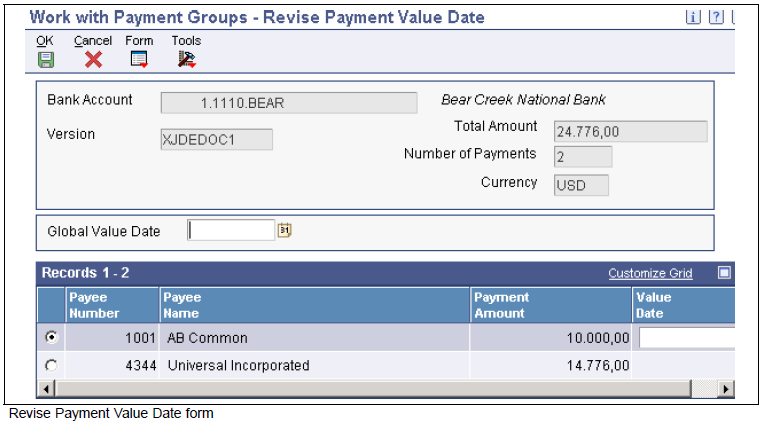 Work with Payment Groups - Revise Payment Value Date
OK Cancel Form Tools
Bank Account 1.1110.BEAR Bear Creek National Bank
Version XJDEDOC1 Total Amount 24.776,00
Number of Payments 2
Currency USD
Global Value Date 31
Records 1 - 2 Customize Grid
Payee Number Payee Name Payment Amount Value Date
1001 AB Common 10.000,00
4344 Universal Incorporated 14.776,00
Revise Payment Value Date form